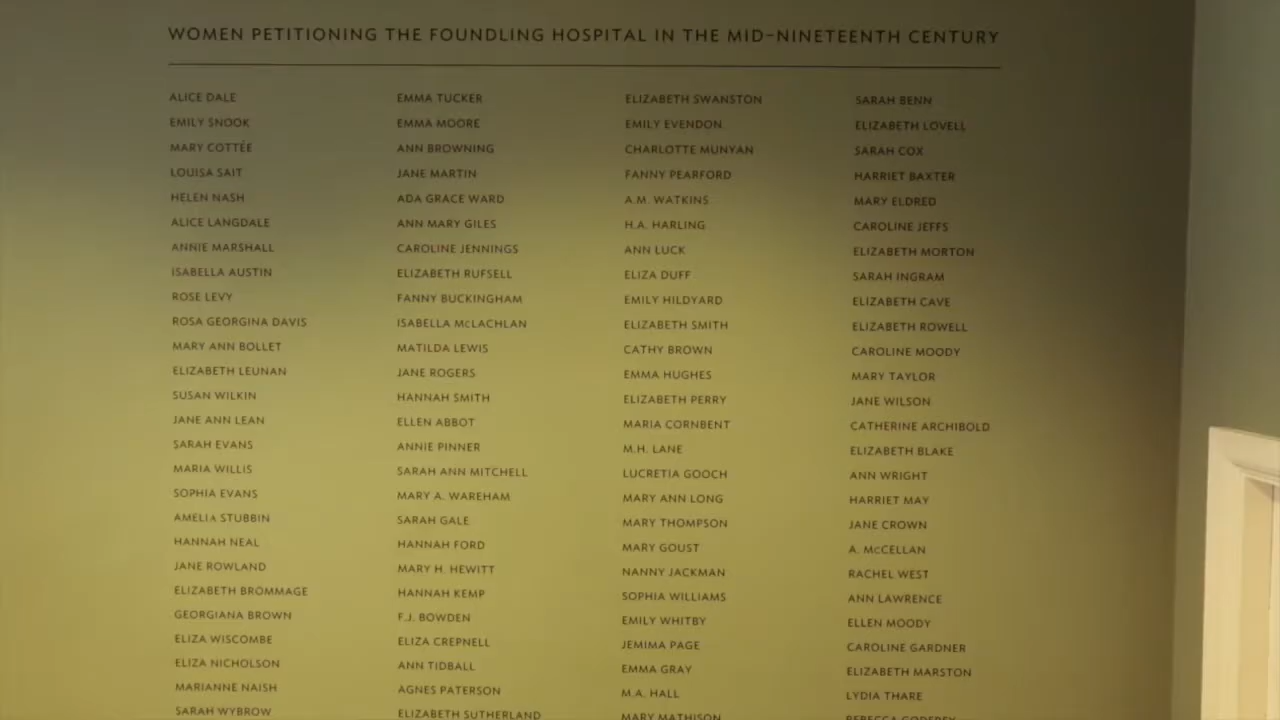 WOMEN PETITIONING THE FOUNDLING HOSPITAL IN THE MID-NINETEENTH CENTURY
ALICE DALE
EMILY SNOOK
MARY COTTÉE
LOUISA SAIT
HELEN NASH
ALICE LANGDALE
ANNIE MARSHALL
ISABELLA AUSTIN
ROSE LEVY
ROSA GEORGINA DAVIS
MARY ANN BOLLET
ELIZABETH LEUNAN
SUSAN WILKIN
JANE ANN LEAN
SARAH EVANS
MARIA WILLIS
SOPHIA EVANS
AMELIA STUBBIN
HANNAH NEAL
JANE ROWLAND
ELIZABETH BROMMAGE
GEORGIANA BROWN
ELIZA WISCOMBE
ELIZA NICHOLSON
MARIANNE NAISH
SARAH WYBROW
EMMA TUCKER
EMMA MOORE
ANN BROWNING
JANE MARTIN
ADA GRACE WARD
ANN MARY GILES
CAROLINE JENNINGS
ELIZABETH RUFSELL
FANNY BUCKINGHAM
ISABELLA McLACHLAN
MATILDA LEWIS
JANE ROGERS
HANNAH SMITH
ELLEN ABBOT
ANNIE PINNER
SARAH ANN MITCHELL
MARY A. WAREHAM
SARAH GALE
HANNAH FORD
MARY H. HEWITT
HANNAH KEMP
F.J. BOWDEN
ELIZA CREPNELL
ANN TIDBALL
AGNES PATERSON
ELIZABETH SUTHERLAND
ELIZABETH SWANSTON
EMILY EVENDON
CHARLOTTE MUNYAN
FANNY PEARFORD
A.M. WATKINS
H.A. HARLING
ANN LUCK
ELIZA DUFF
EMILY HILDYARD
ELIZABETH SMITH
CATHY BROWN
EMMA HUGHES
ELIZABETH PERRY
MARIA CORNBENT
M.H. LANE
LUCRETIA GOOCH
MARY ANN LONG
MARY THOMPSON
MARY GOUST
NANNY JACKMAN
SOPHIA WILLIAMS
EMILY WHITBY
JEMIMA PAGE
EMMA GRAY
M.A. HALL
MARY MATHISON
SARAH BENN
ELIZABETH LOVELL
SARAH COX
HARRIET BAXTER
MARY ELDRED
CAROLINE JEFFS
ELIZABETH MORTON
SARAH INGRAM
ELIZABETH CAVE
ELIZABETH ROWELL
CAROLINE MOODY
MARY TAYLOR
JANE WILSON
CATHERINE ARCHIBOLD
ELIZABETH BLAKE
ANN WRIGHT
HARRIET MAY
JANE CROWN
A. McCELLAN
RACHEL WEST
ANN LAWRENCE
ELLEN MOODY
CAROLINE GARDNER
ELIZABETH MARSTON
LYDIA THARE
REBECCA GODFREY